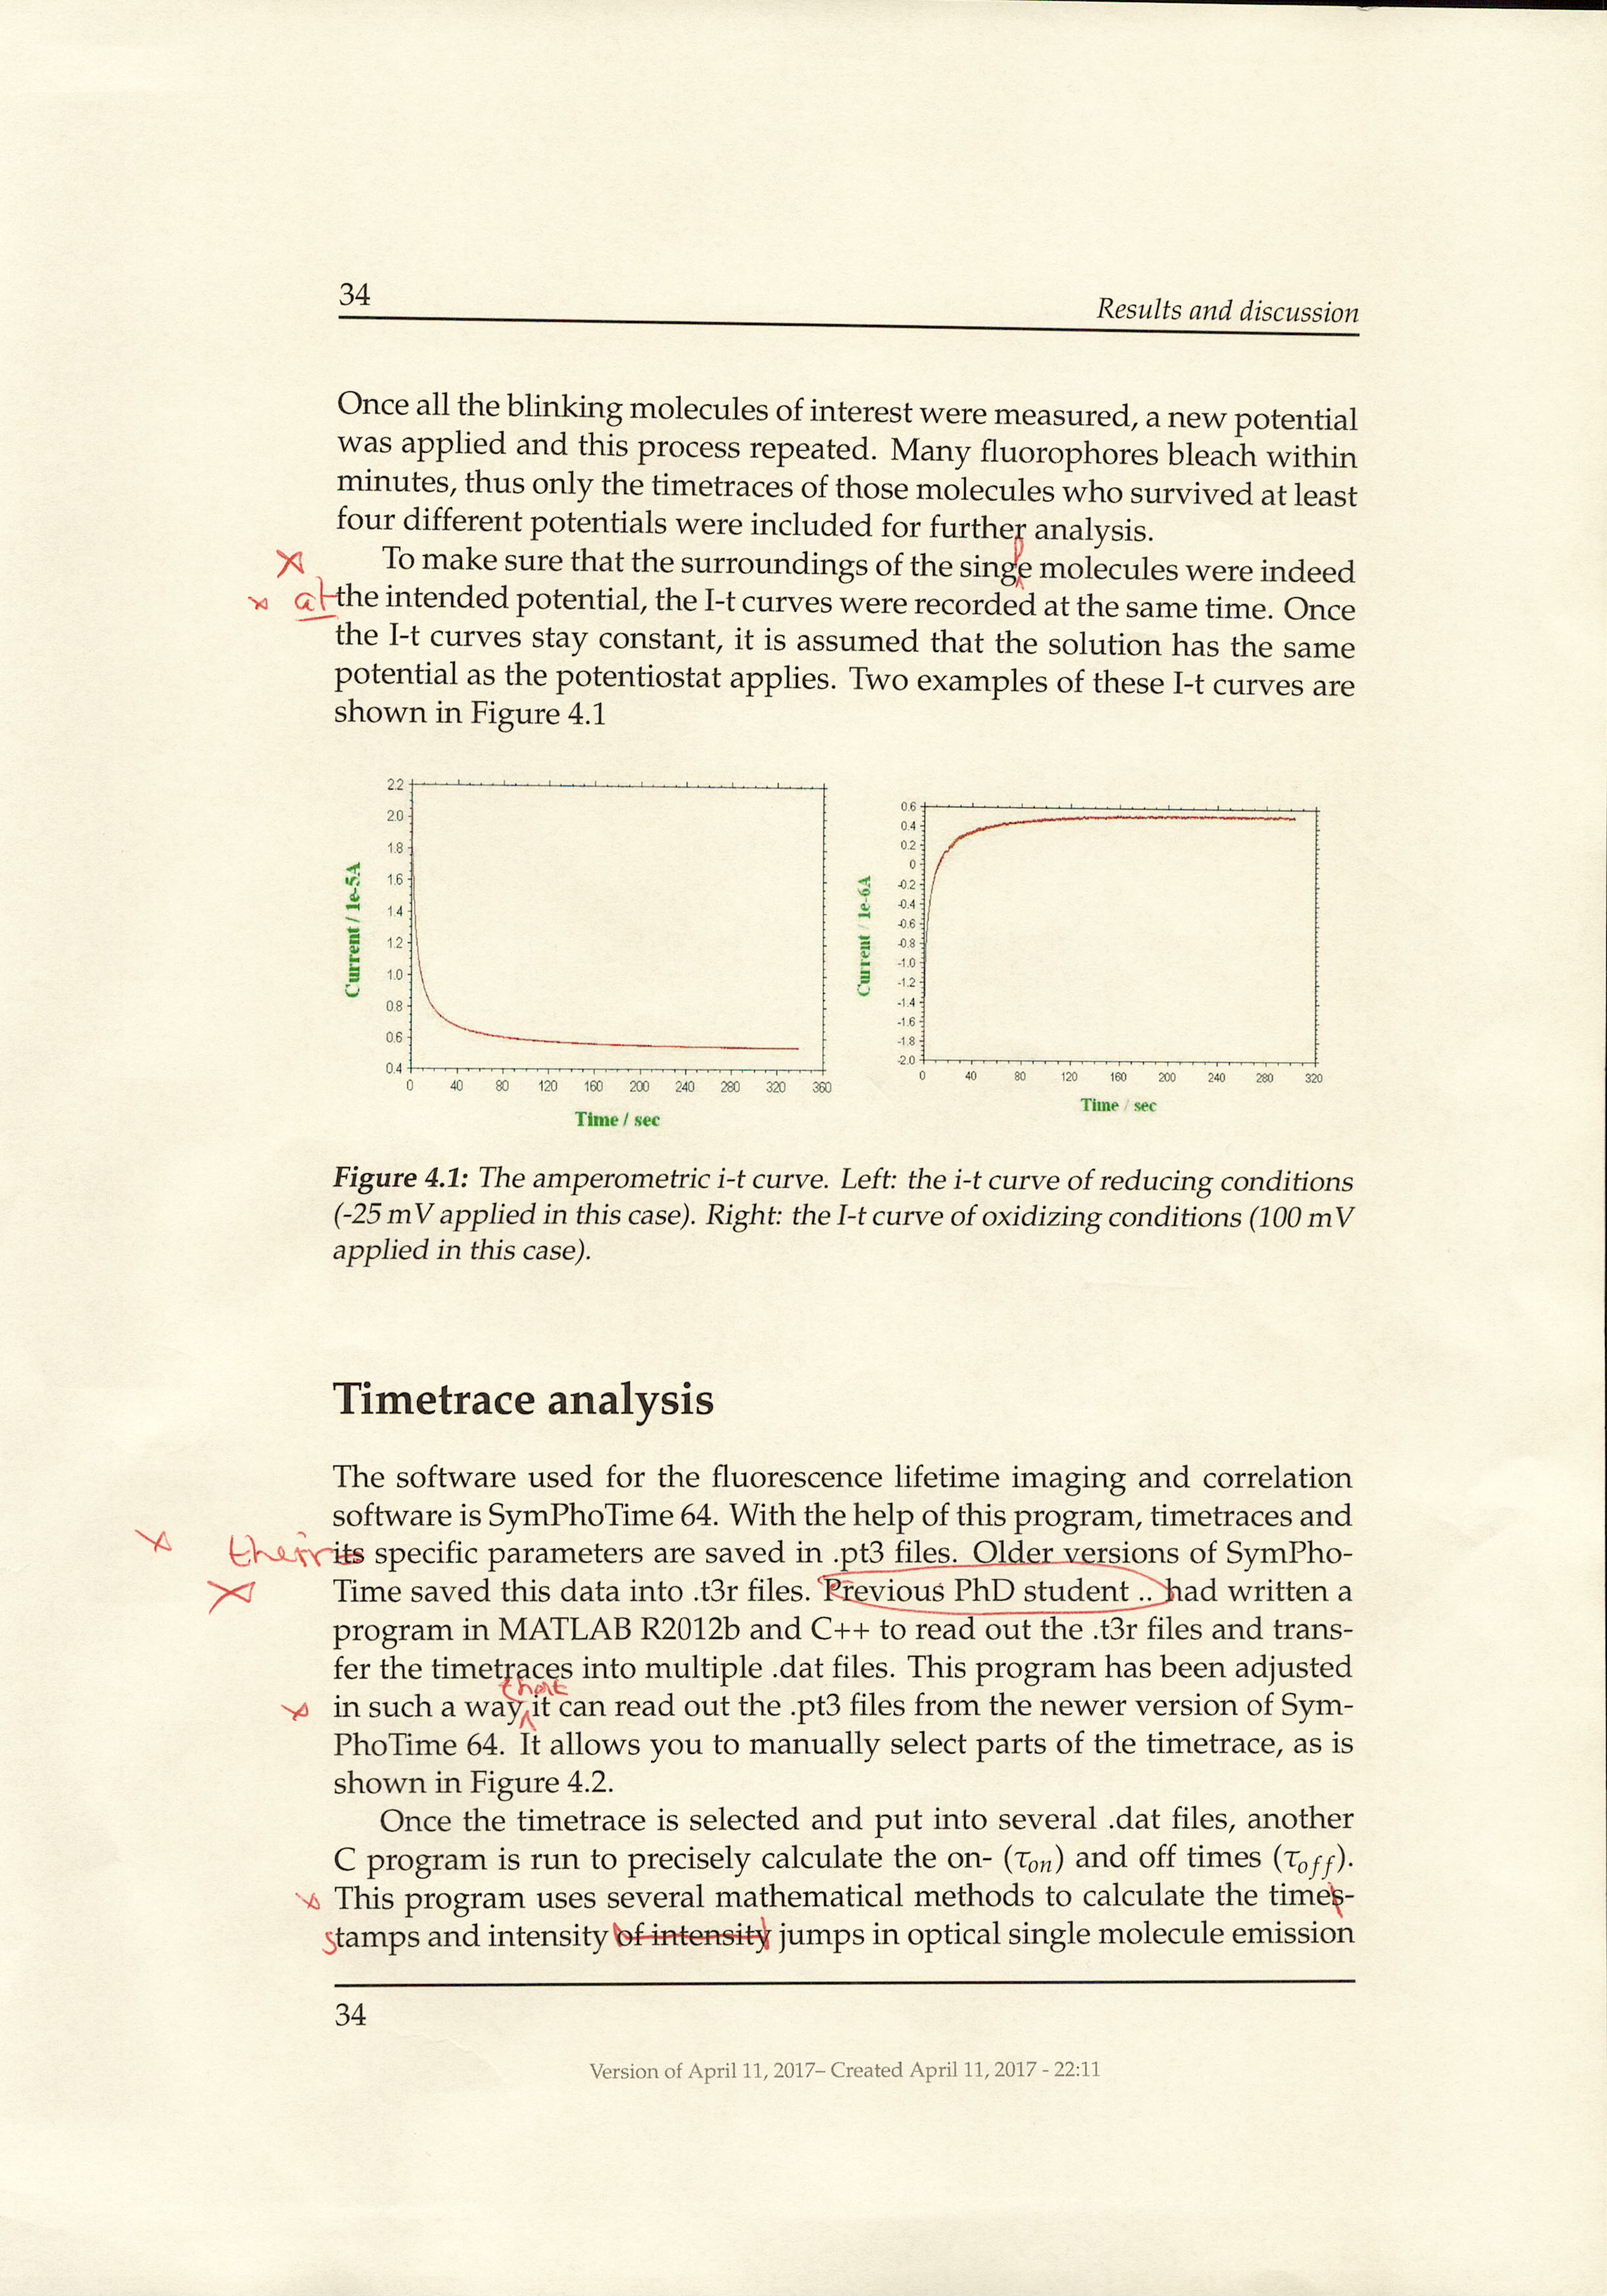 34
Results and discussion
Once all the blinking molecules of interest were measured, a new potential
was applied and this process repeated. Many fluorophores bleach within
minutes, thus only the timetraces of those molecules who survived at least
four different potentials were included for further analysis.
To make sure that the surroundings of the singe molecules were indeed
l
at the intended potential, the I-t curves were recorded at the same time. Once
the I-t curves stay constant, it is assumed that the solution has the same
potential as the potentiostat applies. Two examples of these I-t curves are
shown in Figure 4.1
2.2
2.0
1.8
1.6
1.4
1.2
1.0
0.8
0.6
0.4
Current / 1e-5A
0 40 80 120 160 200 240 280 320 360
Time / sec
0.6
0.4
0.2
0
-0.2
-0.4
-0.6
-0.8
-1.0
-1.2
-1.4
-1.6
-1.8
-2.0
Current / 1e-6A
0 40 80 120 160 200 240 280 320
Time / sec
Figure 4.1: The amperometric i-t curve. Left: the i-t curve of reducing conditions
(-25 mV applied in this case). Right: the I-t curve of oxidizing conditions (100 mV
applied in this case).
Timetrace analysis
The software used for the fluorescence lifetime imaging and correlation
software is SymPhoTime 64. With the help of this program, timetraces and
their its specific parameters are saved in .pt3 files. Older versions of SymPho-
Time saved this data into .t3r files. Previous PhD student .. had written a
program in MATLAB R2012b and C++ to read out the .t3r files and trans-
fer the timetraces into multiple .dat files. This program has been adjusted
that
in such a way it can read out the .pt3 files from the newer version of Sym-
PhoTime 64. It allows you to manually select parts of the timetrace, as is
shown in Figure 4.2.
Once the timetrace is selected and put into several .dat files, another
C program is run to precisely calculate the on- (τon) and off times (τoff).
This program uses several mathematical methods to calculate the times-
stamps and intensity of intensity jumps in optical single molecule emission
34
Version of April 11, 2017– Created April 11, 2017 - 22:11